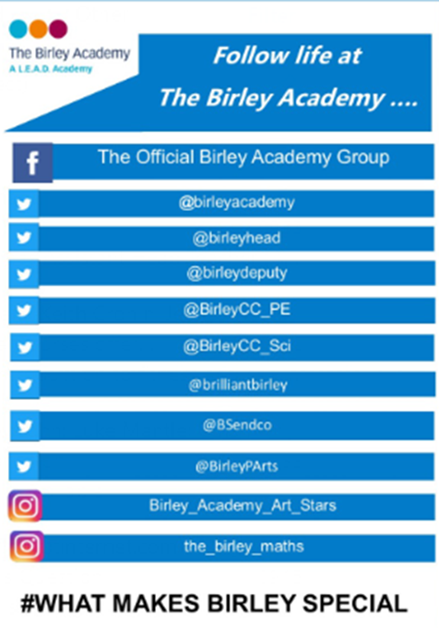 The Birley Academy
A L.E.A.D. Academy
Follow life at
The Birley Academy ....
The Official Birley Academy Group
@birleyacademy
@birleyhead
@birleydeputy
@BirleyCC_PE
@BirleyCC_Sci
@brilliantbirley
@BSendco
@BirleyPArts
Birley_Academy_Art_Stars
the_birley_maths
#WHAT MAKES BIRLEY SPECIAL